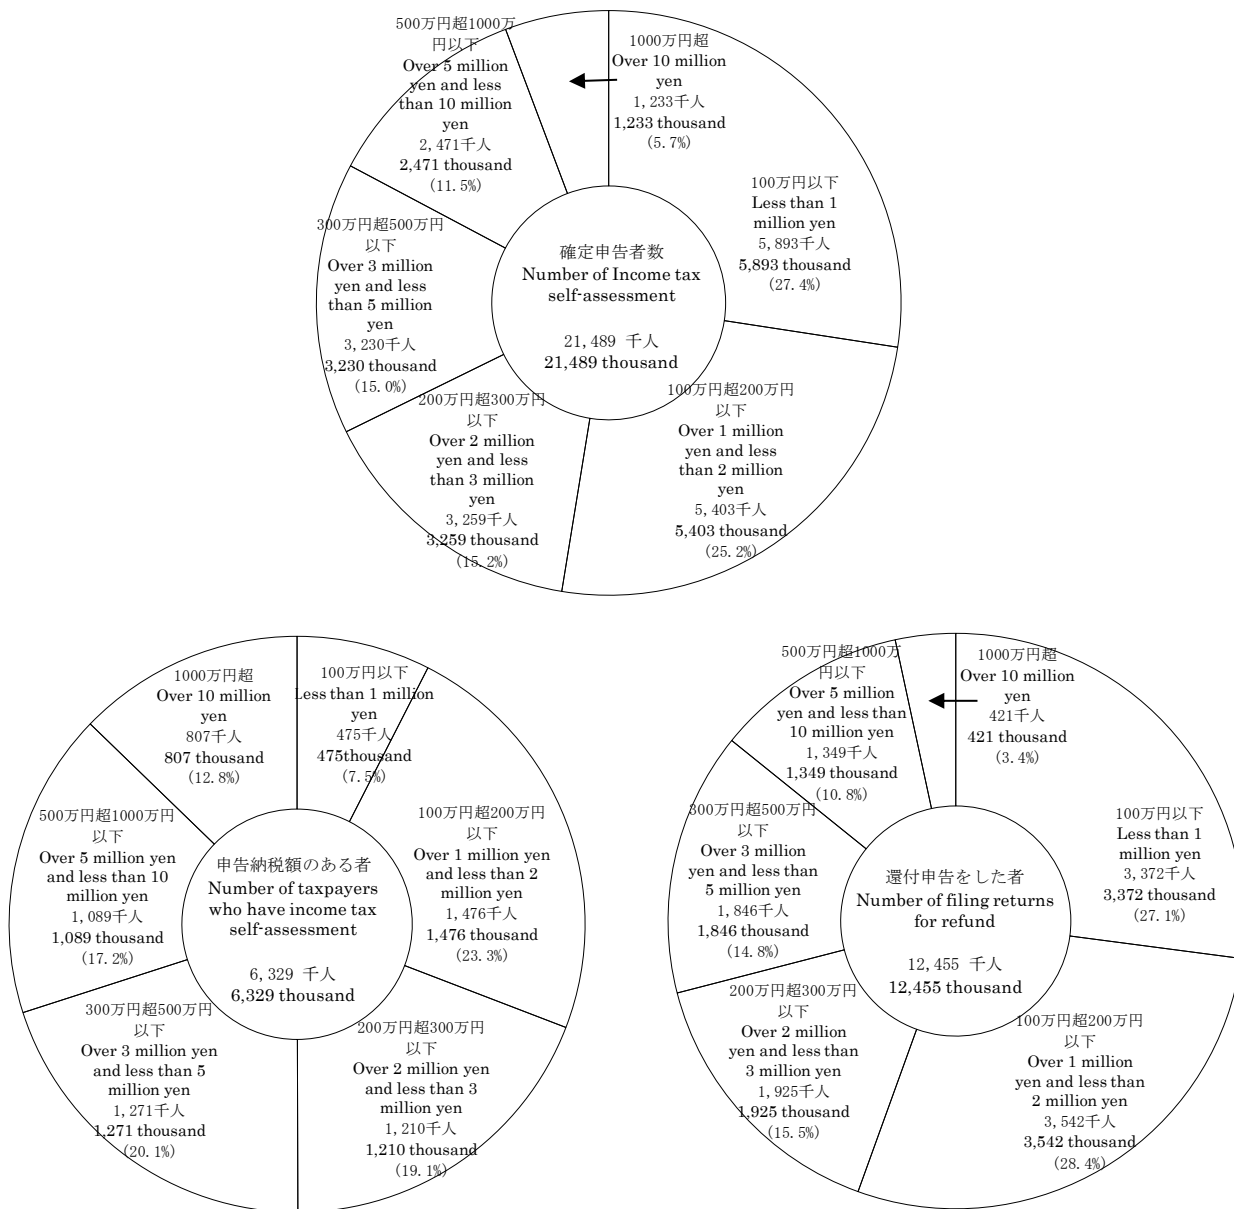 500万円超1000万
円以下
Over 5 million
yen and less
than 10 million
yen
2,471千人
2,471 thousand
(11.5%)
1000万円超
Over 10 million
yen
1,233千人
1,233 thousand
(5.7%)
100万円以下
Less than 1
million yen
5,893千人
5,893 thousand
(27.4%)
300万円超500万円
以下
Over 3 million
yen and less
than 5 million
yen
3,230千人
3,230 thousand
(15.0%)
確定申告者数
Number of Income tax
self-assessment
21,489 千人
21,489 thousand
200万円超300万円
以下
Over 2 million
yen and less
than 3 million
yen
3,259千人
3,259 thousand
(15.2%)
100万円超200万円
以下
Over 1 million
yen and less
than 2 million
yen
5,403千人
5,403 thousand
(25.2%)
1000万円超
Over 10 million
yen
807千人
807 thousand
(12.8%)
100万円以下
Less than 1 million
yen
475千人
475thousand
(7.5%)
500万円超1000万円
以下
Over 5 million yen
and less than 10
million yen
1,089千人
1,089 thousand
(17.2%)
申告納税額のある者
Number of taxpayers
who have income tax
self-assessment
6,329 千人
6,329 thousand
100万円超200万円
以下
Over 1 million yen
and less than 2
million yen
1,476千人
1,476 thousand
(23.3%)
300万円超500万円
以下
Over 3 million yen
and less than 5
million yen
1,271千人
1,271 thousand
(20.1%)
200万円超300万円
以下
Over 2 million yen
and less than 3
million yen
1,210千人
1,210 thousand
(19.1%)
500万円超1000万
円以下
Over 5 million
yen and less than
10 million yen
1,349千人
1,349 thousand
(10.8%)
1000万円超
Over 10 million
yen
421千人
421 thousand
(3.4%)
300万円超500万円
以下
Over 3 million
yen and less than
5 million yen
1,846千人
1,846 thousand
(14.8%)
還付申告をした者
Number of filing returns
for refund
12,455 千人
12,455 thousand
100万円以下
Less than 1
million yen
3,372千人
3,372 thousand
(27.1%)
200万円超300万円
以下
Over 2 million
yen and less than
3 million yen
1,925千人
1,925 thousand
(15.5%)
100万円超200万円
以下
Over 1 million
yen and less than
2 million yen
3,542千人
3,542 thousand
(28.4%)